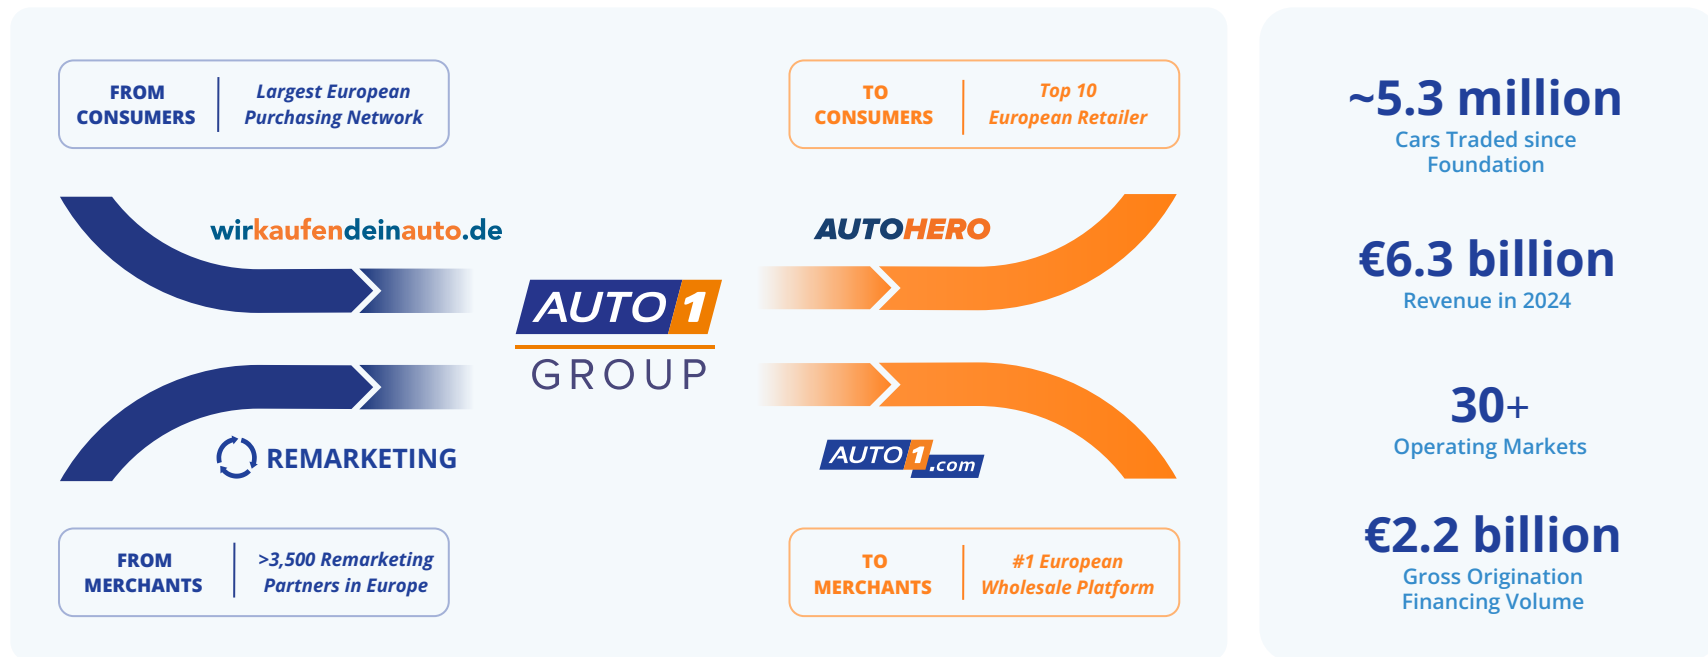 FROM
CONSUMERS
Largest European
Purchasing Network
TO
CONSUMERS
Top 10
European Retailer
wirkaufendeinauto.de
AUTOHERO
AUTO1
GROUP
REMARKETING
AUTO1.com
FROM
MERCHANTS
>3,500 Remarketing
Partners in Europe
TO
MERCHANTS
#1 European
Wholesale Platform
~5.3 million
Cars Traded since
Foundation
€6.3 billion
Revenue in 2024
30+
Operating Markets
€2.2 billion
Gross Origination
Financing Volume